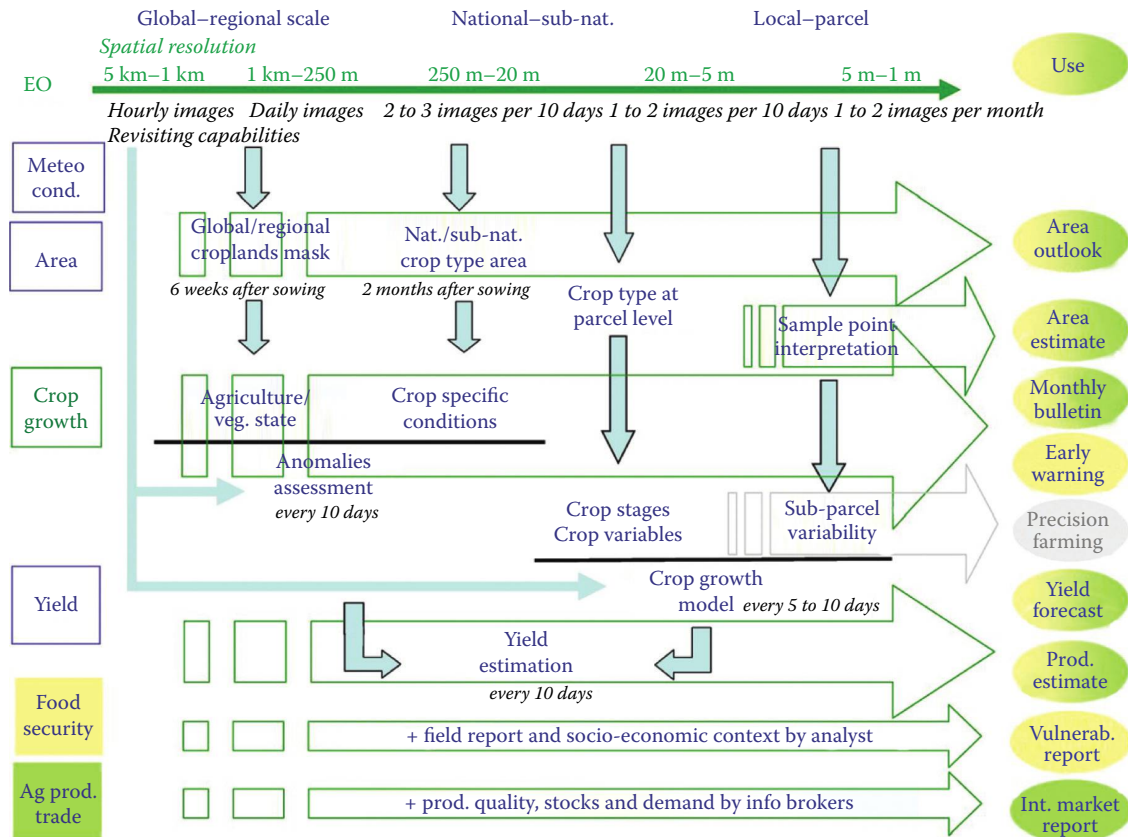 Global–regional scale
National–sub-nat.
Local–parcel
Spatial resolution
EO
5 km–1 km
1 km–250 m
250 m–20 m
20 m–5 m
5 m–1 m
Use
Hourly images
Daily images
2 to 3 images per 10 days
1 to 2 images per 10 days
1 to 2 images per month
Revisiting capabilities
Meteo
cond.
Area
Global/regional
croplands mask
6 weeks after sowing
Nat./sub-nat.
crop type area
2 months after sowing
Crop type at
parcel level
Sample point
interpretation
Area
outlook
Area
estimate
Crop
growth
Agriculture/
veg. state
Crop specific
conditions
Monthly
bulletin
Anomalies
assessment
every 10 days
Early
warning
Crop stages
Crop variables
Sub-parcel
variability
Precision
farming
Yield
Crop growth
model
every 5 to 10 days
Yield
forecast
Yield
estimation
every 10 days
Prod.
estimate
Food
security
+ field report and socio-economic context by analyst
Vulnerab.
report
Ag prod.
trade
+ prod. quality, stocks and demand by info brokers
Int. market
report